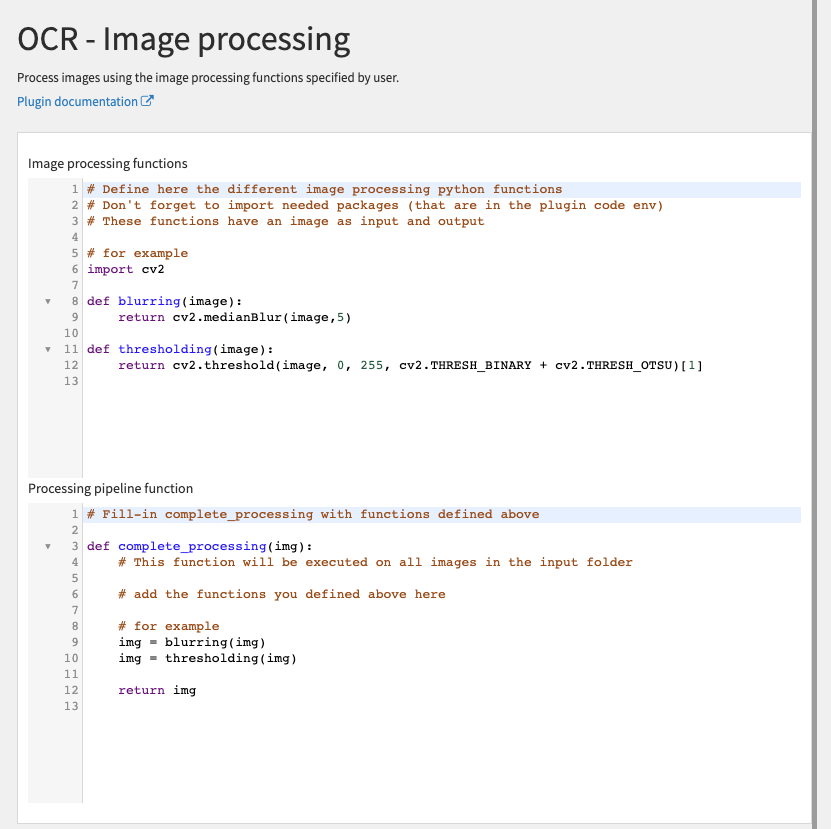 OCR - Image processing
Process images using the image processing functions specified by user.
Plugin documentation
Image processing functions
1 # Define here the different image processing python functions
2 # Don't forget to import needed packages (that are in the plugin code env)
3 # These functions have an image as input and output
4
5 # for example
6 import cv2
7
8 def blurring(image):
9     return cv2.medianBlur(image,5)
10
11 def thresholding(image):
12     return cv2.threshold(image, 0, 255, cv2.THRESH_BINARY + cv2.THRESH_OTSU)[1]
13
Processing pipeline function
1 # Fill-in complete_processing with functions defined above
2
3 def complete_processing(img):
4     # This function will be executed on all images in the input folder
5
6     # add the functions you defined above here
7
8     # for example
9     img = blurring(img)
10     img = thresholding(img)
11
12     return img
13